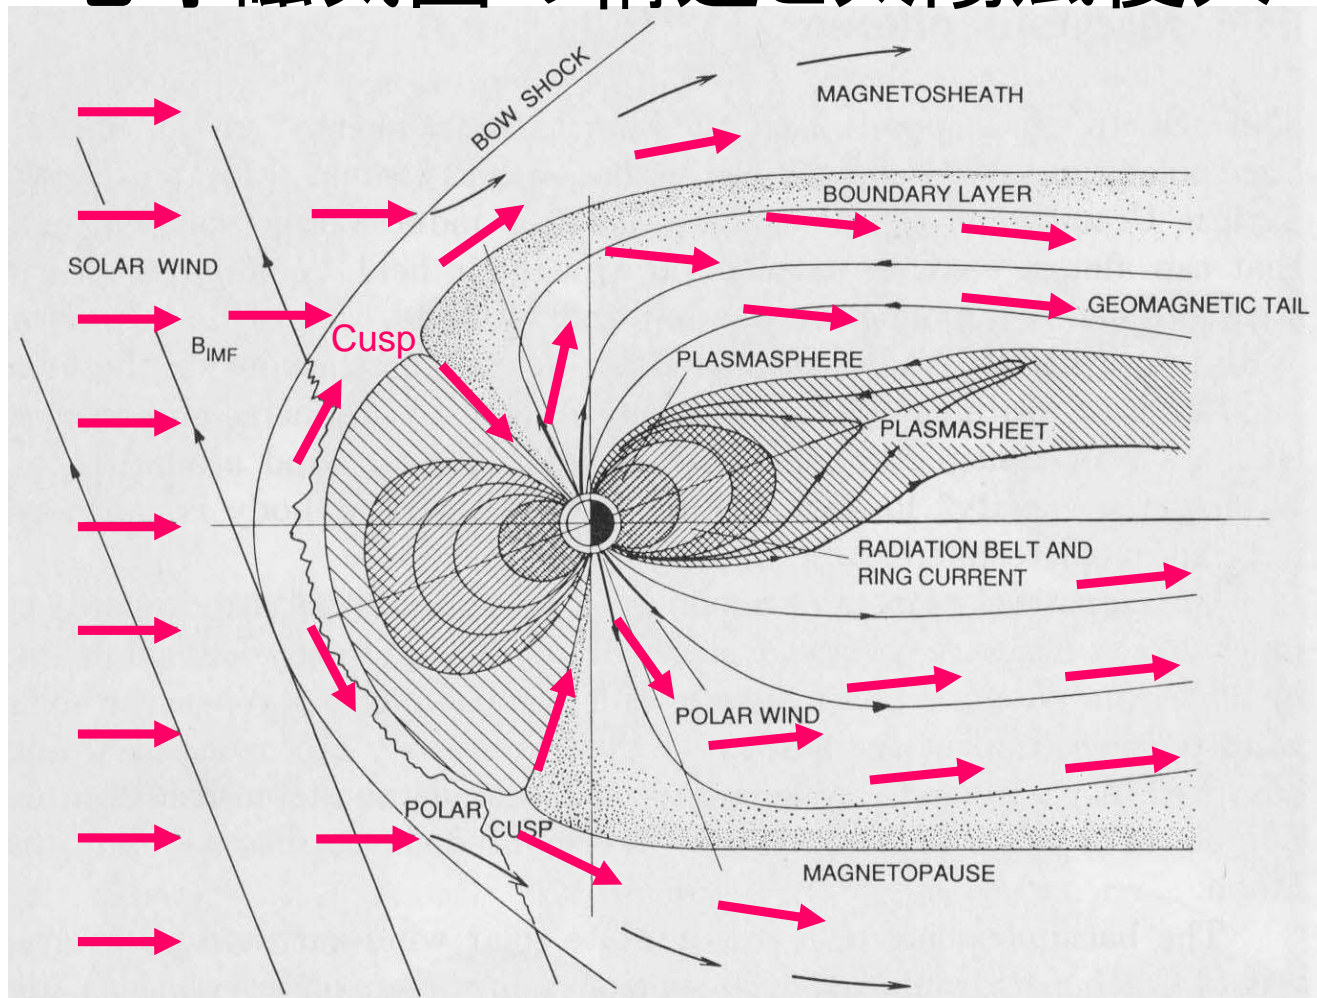 BOW SHOCK
MAGNETOSHEATH
BOUNDARY LAYER
SOLAR WIND
GEOMAGNETIC TAIL
B_IMF
Cusp
PLASMASPHERE
PLASMASHEET
RADIATION BELT AND
RING CURRENT
POLAR WIND
POLAR
CUSP
MAGNETOPAUSE